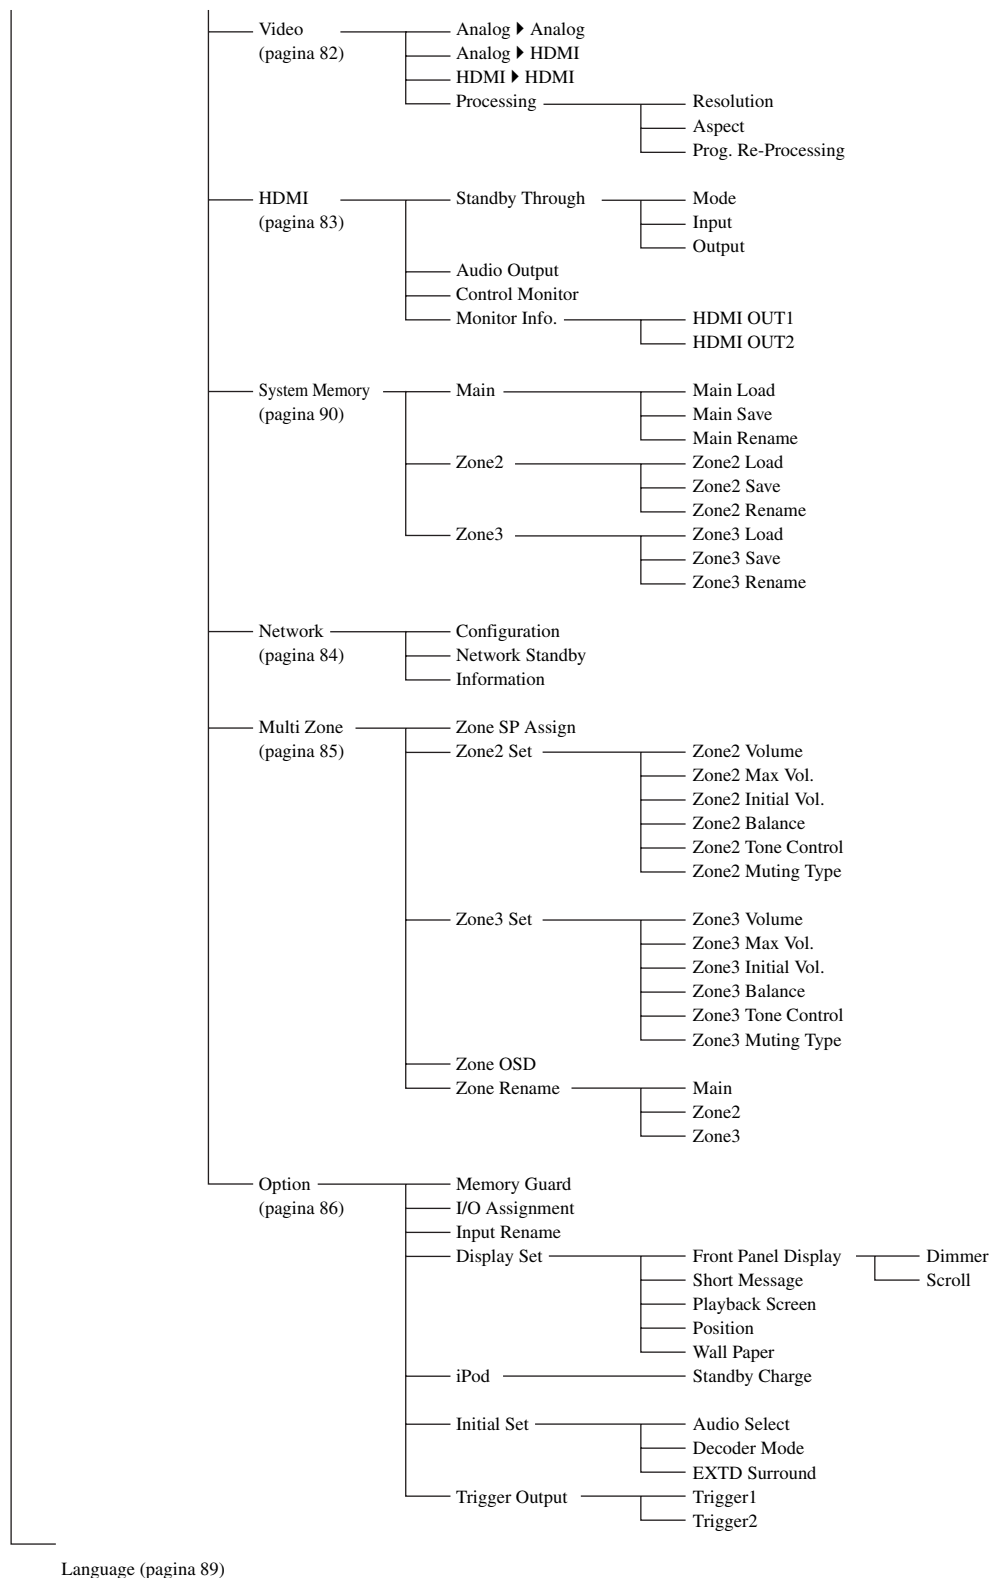 Video Analog ▶ Analog
(pagina 82) Analog ▶ HDMI
HDMI ▶ HDMI
Processing Resolution
Aspect
Prog. Re-Processing
HDMI Standby Through Mode
(pagina 83) Input
Output
Audio Output
Control Monitor
Monitor Info. HDMI OUT1
HDMI OUT2
System Memory Main Main Load
(pagina 90) Main Save
Main Rename
Zone2 Zone2 Load
Zone2 Save
Zone2 Rename
Zone3 Zone3 Load
Zone3 Save
Zone3 Rename
Network Configuration
(pagina 84) Network Standby
Information
Multi Zone Zone SP Assign
(pagina 85) Zone2 Set Zone2 Volume
Zone2 Max Vol.
Zone2 Initial Vol.
Zone2 Balance
Zone2 Tone Control
Zone2 Muting Type
Zone3 Set Zone3 Volume
Zone3 Max Vol.
Zone3 Initial Vol.
Zone3 Balance
Zone3 Tone Control
Zone3 Muting Type
Zone OSD
Zone Rename Main
Zone2
Zone3
Option Memory Guard
(pagina 86) I/O Assignment
Input Rename
Display Set Front Panel Display Dimmer
Short Message Scroll
Playback Screen
Position
Wall Paper
iPod Standby Charge
Initial Set Audio Select
Decoder Mode
EXTD Surround
Trigger Output Trigger1
Trigger2
Language (pagina 89)